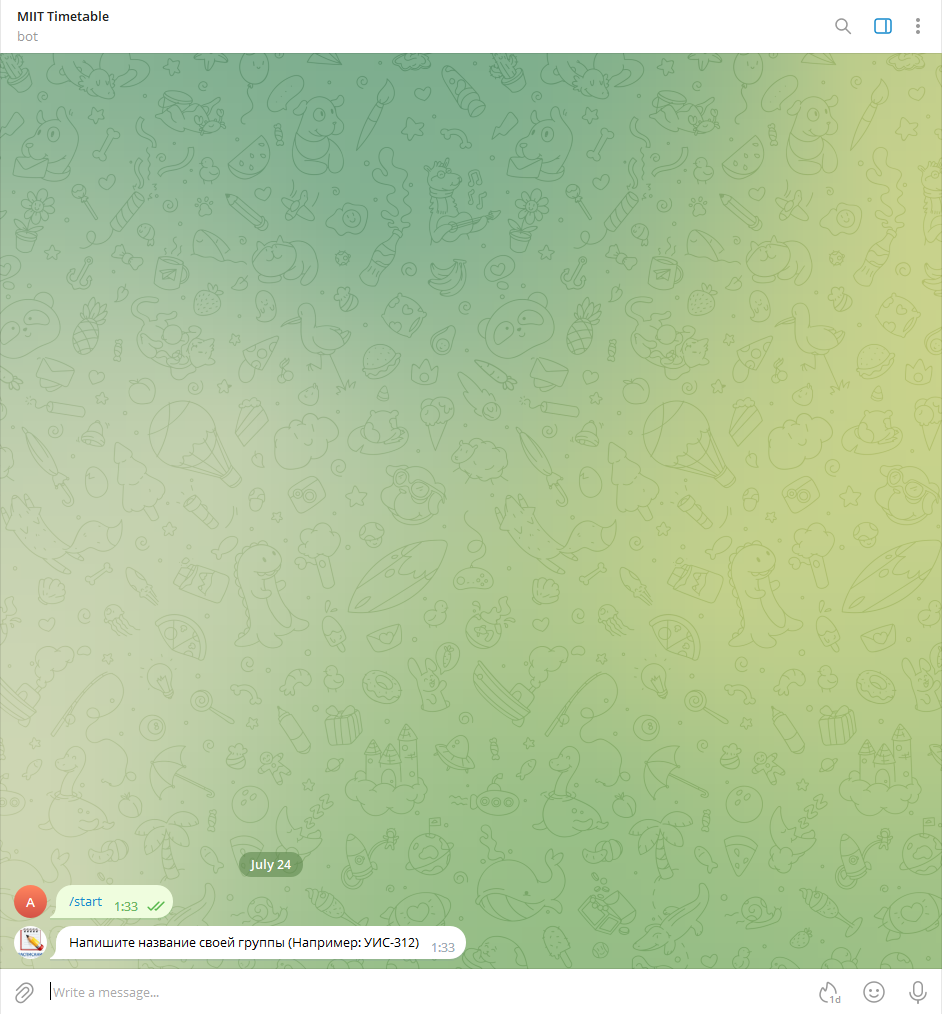 MIIT Timetable
bot
July 24
A
/start 1:33
Напишите название своей группы (Например: УИС-312) 1:33
Write a message...
1d